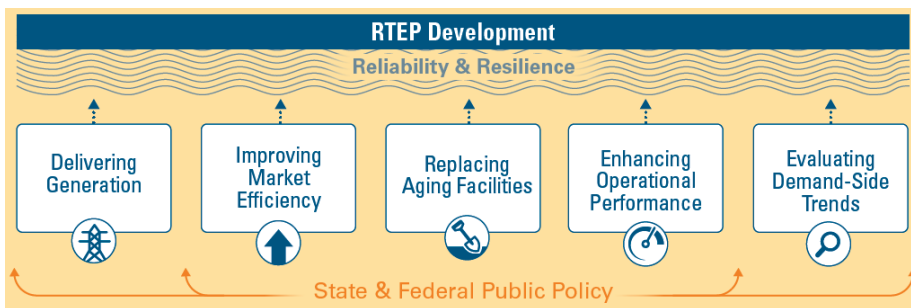 RTEP Development
Reliability & Resilience
Delivering
Generation
Improving
Market
Efficiency
Replacing
Aging Facilities
Enhancing
Operational
Performance
Evaluating
Demand-Side
Trends
State & Federal Public Policy